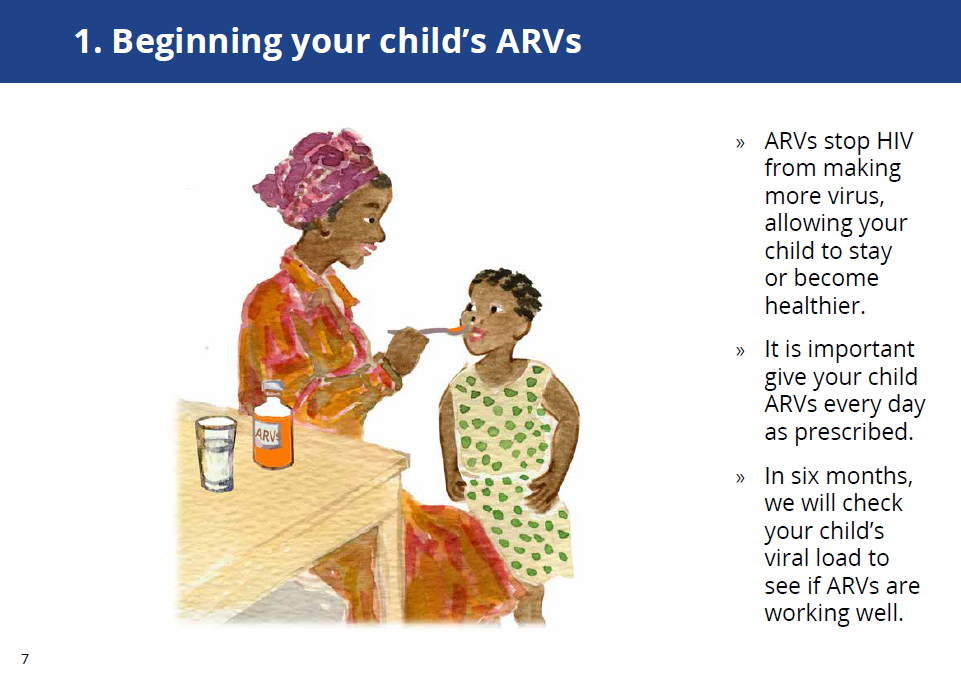 1. Beginning your child’s ARVs
» ARVs stop HIV
from making
more virus,
allowing your
child to stay
or become
healthier.
» It is important
give your child
ARVs every day
as prescribed.
» In six months,
we will check
your child’s
viral load to
see if ARVs are
working well.
ARVs
7